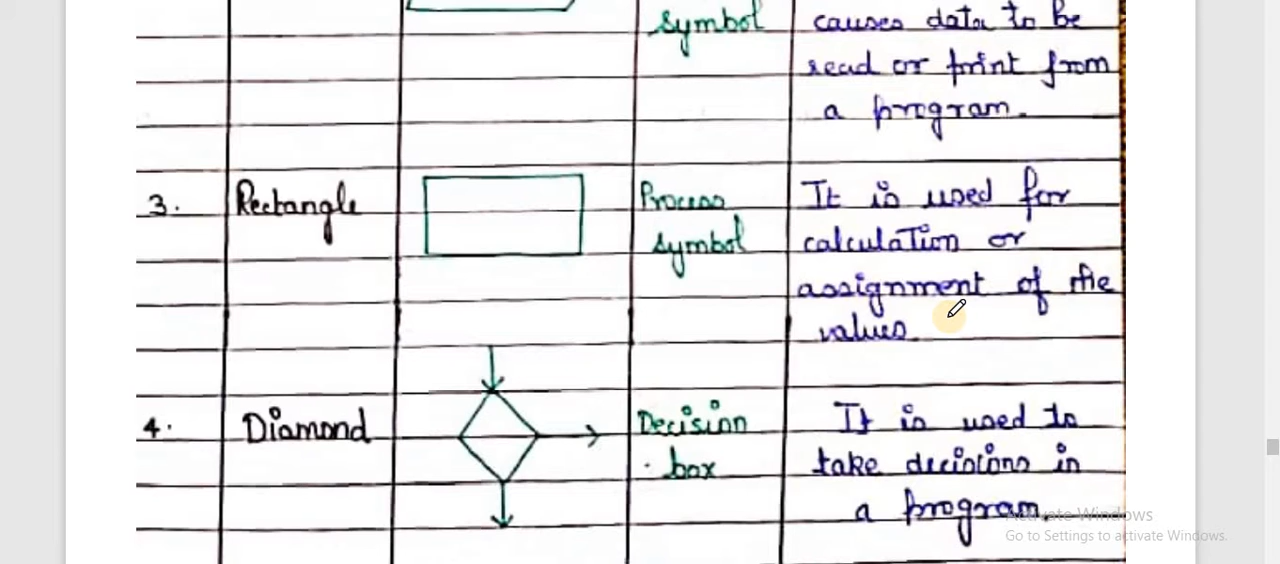 symbol causes data to be
read or print from
a program.
3. Rectangle Process It is used for
symbol calculation or
assignment of the
values.
4. Diamond Decision It is used to
box take decisions in
a program.
Activate Windows
Go to Settings to activate Windows.